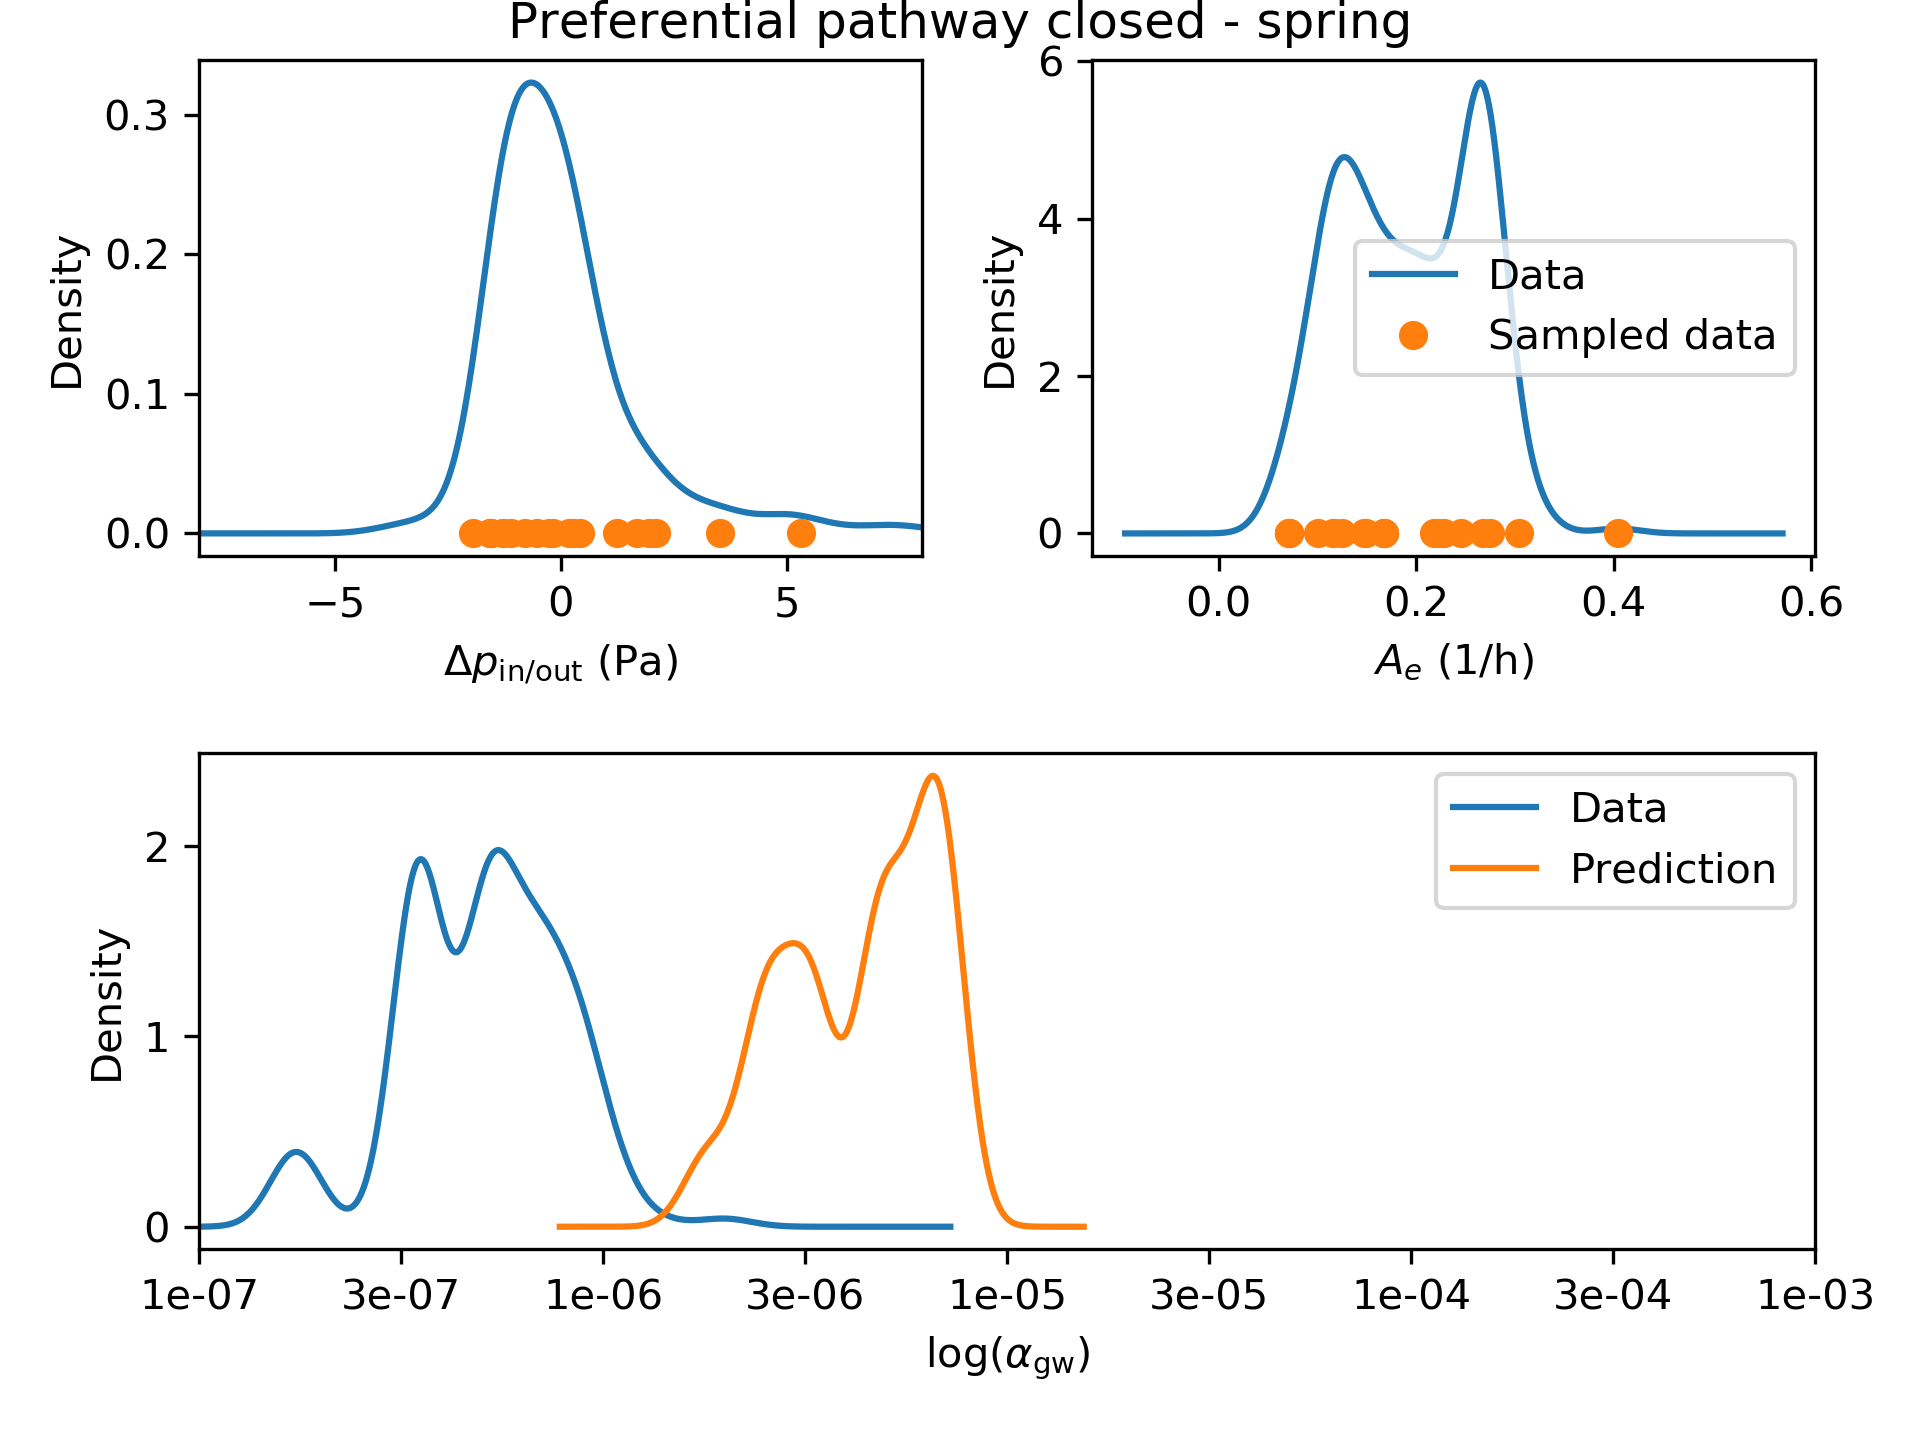 Preferential pathway closed - spring
Density
0.3
0.2
0.1
0.0
−5 0 5
Δp in/out (Pa)
Density
6
4
2
0
0.0 0.2 0.4 0.6
A e (1/h)
Data
Sampled data
Density
2
1
0
1e-07 3e-07 1e-06 3e-06 1e-05 3e-05 1e-04 3e-04 1e-03
log(α gw)
Data
Prediction